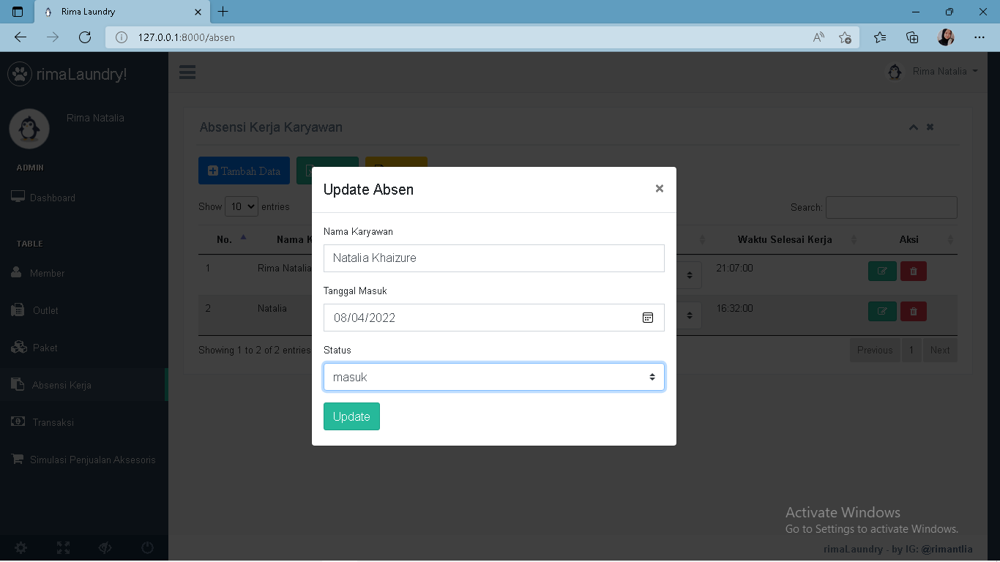 Rima Laundry
127.0.0.1:8000/absen
rimaLaundry!
Rima Natalia
Rima Natalia
ADMIN
Dashboard
TABLE
Member
Outlet
Paket
Absensi Kerja
Transaksi
Simulasi Penjualan Aksesoris
Absensi Kerja Karyawan
Tambah Data
Show 10 entries
Search:
No. Nama K Waktu Selesai Kerja Aksi
1 Rima Natalia 21:07:00
2 Natalia 16:32:00
Showing 1 to 2 of 2 entries
Previous 1 Next
Update Absen
Nama Karyawan
Natalia Khaizure
Tanggal Masuk
08/04/2022
Status
masuk
Update
Activate Windows
Go to Settings to activate Windows.
rimaLaundry - by IG: @rimantlia